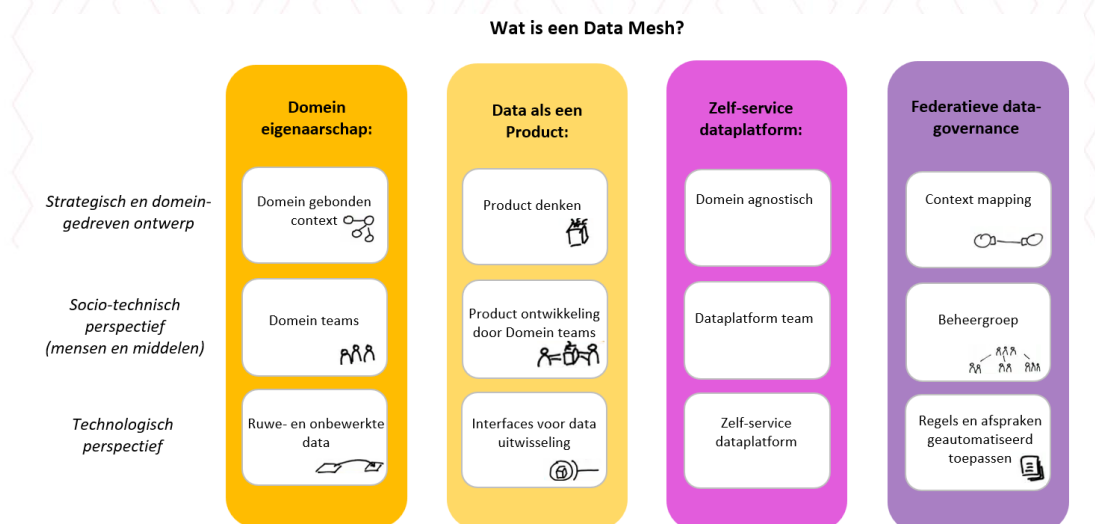 Wat is een Data Mesh?
Domein
eigenaarschap:
Data als een
Product:
Zelf-service
dataplatform:
Federatieve data-
governance
Strategisch en domein-
gedreven ontwerp
Domein gebonden
context
Product denken
Domein agnostisch
Context mapping
Socio-technisch
perspectief
(mensen en middelen)
Domein teams
Product ontwikkeling
door Domein teams
Dataplatform team
Beheergroep
Technologisch
perspectief
Ruwe- en onbewerkte
data
Interfaces voor data
uitwisseling
Zelf-service
dataplatform
Regels en afspraken
geautomatiseerd
toepassen